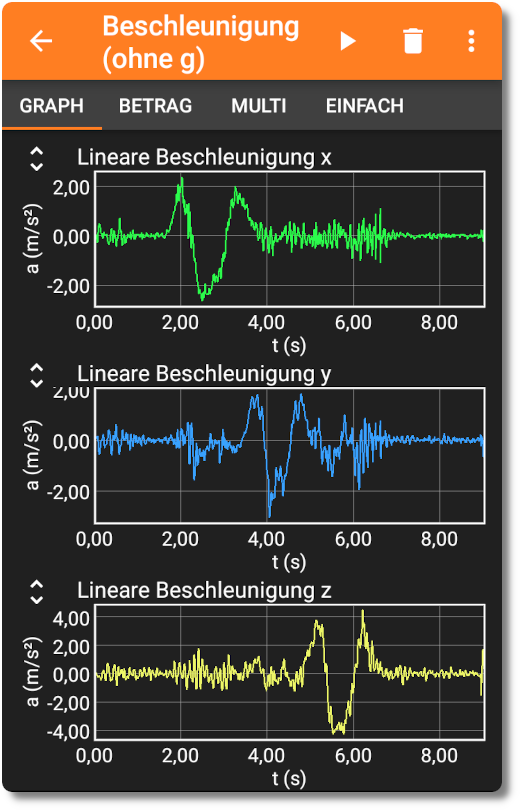 Beschleunigung
(ohne g)
GRAPH BETRAG MULTI EINFACH
Lineare Beschleunigung x
2,00
0,00
-2,00
a (m/s²)
0,00 2,00 4,00 6,00 8,00
t (s)
Lineare Beschleunigung y
2,00
0,00
-2,00
a (m/s²)
0,00 2,00 4,00 6,00 8,00
t (s)
Lineare Beschleunigung z
4,00
2,00
0,00
-2,00
-4,00
a (m/s²)
0,00 2,00 4,00 6,00 8,00
t (s)